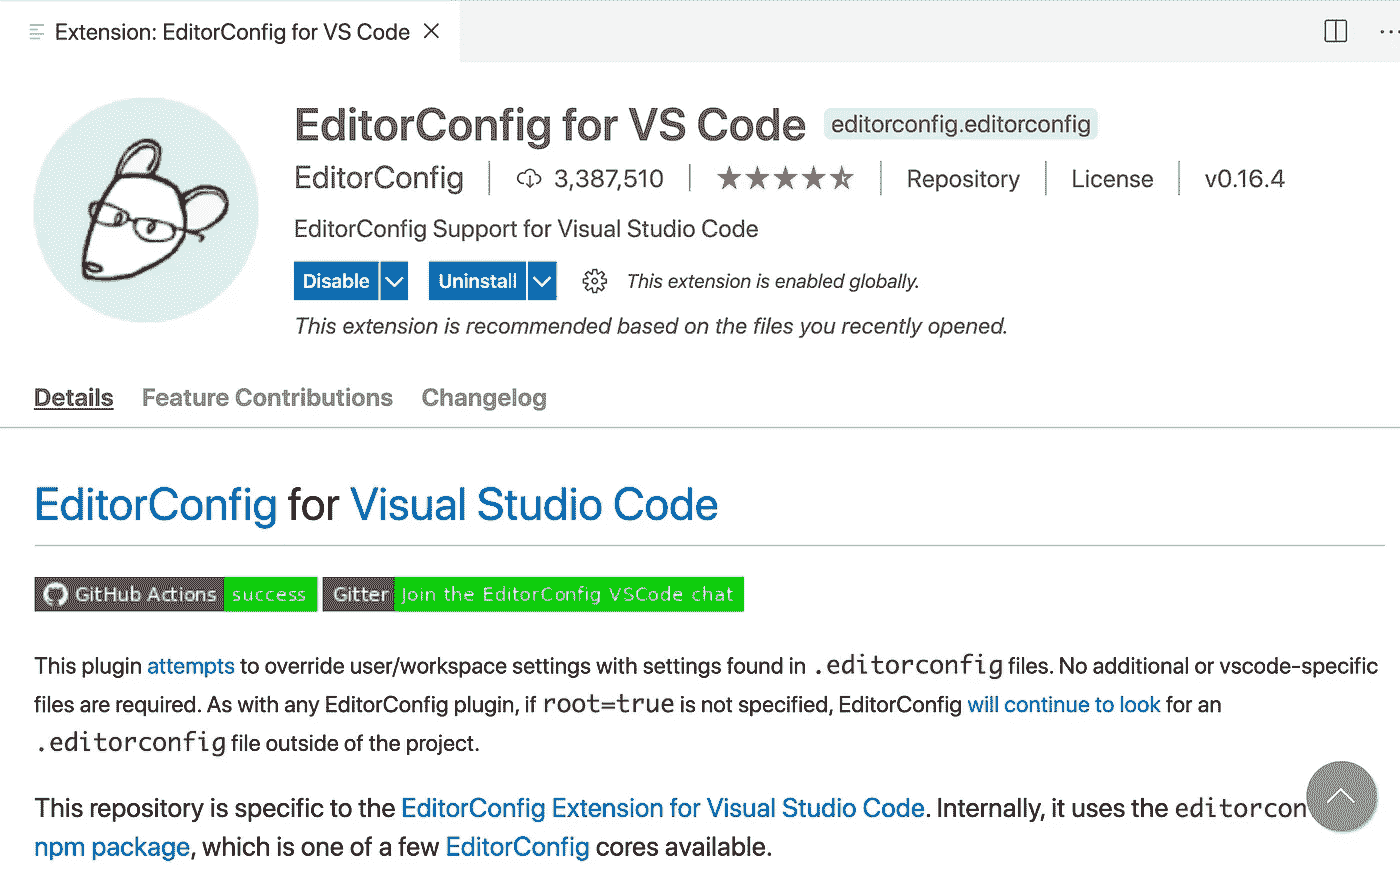 Extension: EditorConfig for VS Code
EditorConfig for VS Code editorconfig.editorconfig
EditorConfig 3,387,510 Repository License v0.16.4
EditorConfig Support for Visual Studio Code
Disable Uninstall This extension is enabled globally.
This extension is recommended based on the files you recently opened.
Details Feature Contributions Changelog
EditorConfig for Visual Studio Code
GitHub Actions success Gitter Join the EditorConfig VSCode chat
This plugin attempts to override user/workspace settings with settings found in .editorconfig files. No additional or vscode-specific
files are required. As with any EditorConfig plugin, if root=true is not specified, EditorConfig will continue to look for an
.editorconfig file outside of the project.
This repository is specific to the EditorConfig Extension for Visual Studio Code. Internally, it uses the editorcon
npm package, which is one of a few EditorConfig cores available.